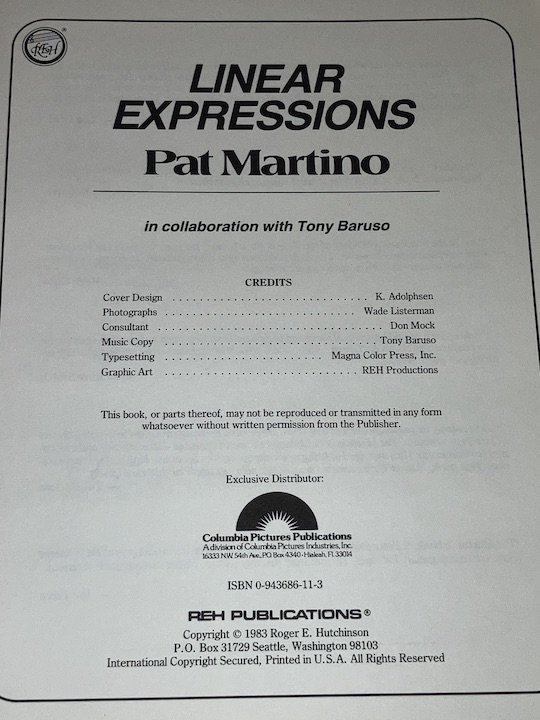 REH
LINEAR
EXPRESSIONS
Pat Martino
in collaboration with Tony Baruso
CREDITS
Cover Design . . . . . . . . . . . . . . . . . . . . . . . . . . . . K. Adolphsen
Photographs . . . . . . . . . . . . . . . . . . . . . . . . . . . . Wade Listerman
Consultant . . . . . . . . . . . . . . . . . . . . . . . . . . . . . . . Don Mock
Music Copy . . . . . . . . . . . . . . . . . . . . . . . . . . . . . Tony Baruso
Typesetting . . . . . . . . . . . . . . . . . . . . . . Magna Color Press, Inc.
Graphic Art . . . . . . . . . . . . . . . . . . . . . . . . . . REH Productions
This book, or parts thereof, may not be reproduced or transmitted in any form
whatsoever without written permission from the Publisher.
Exclusive Distributor:
Columbia Pictures Publications
A division of Columbia Pictures Industries, Inc.
16333 N.W. 54th Ave., P.O. Box 4340 · Hialeah, Fl. 33014
ISBN 0-943686-11-3
REH PUBLICATIONS®
Copyright © 1983 Roger E. Hutchinson
P.O. Box 31729 Seattle, Washington 98103
International Copyright Secured, Printed in U.S.A. All Rights Reserved